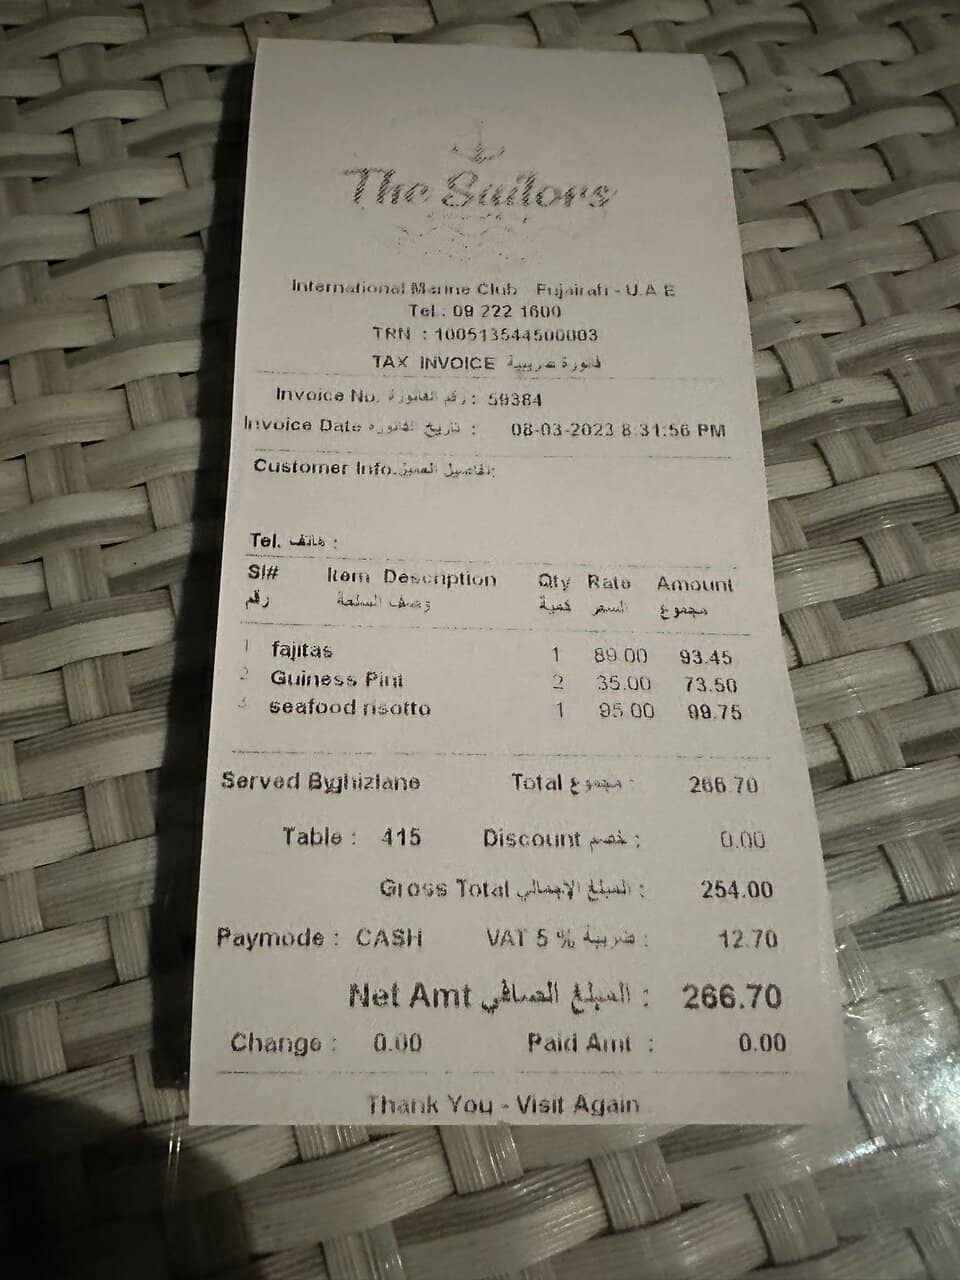 The Sailors
International Marine Club Fujairah - U.A.E
Tel : 09 222 1600
TRN : 100513544500003
TAX INVOICE فاتورة ضريبية
Invoice No. رقم الفاتورة : 59384
Invoice Date تاريخ الفاتورة : 08-03-2023 8:31:56 PM
Customer Info. تفاصيل العميل:
Tel. هاتف :
Sl# Item Description Qty Rate Amount
رقم وصف السلعة كمية السعر مجموع
1 fajitas 1 89.00 93.45
2 Guiness Pint 2 35.00 73.50
3 seafood risotto 1 95.00 99.75
Served By ghizlane Total مجموع : 266.70
Table : 415 Discount خصم : 0.00
Gross Total المبلغ الإجمالي : 254.00
Paymode : CASH VAT 5 % ضريبة : 12.70
Net Amt المبلغ الصافي : 266.70
Change : 0.00 Paid Amt : 0.00
Thank You - Visit Again